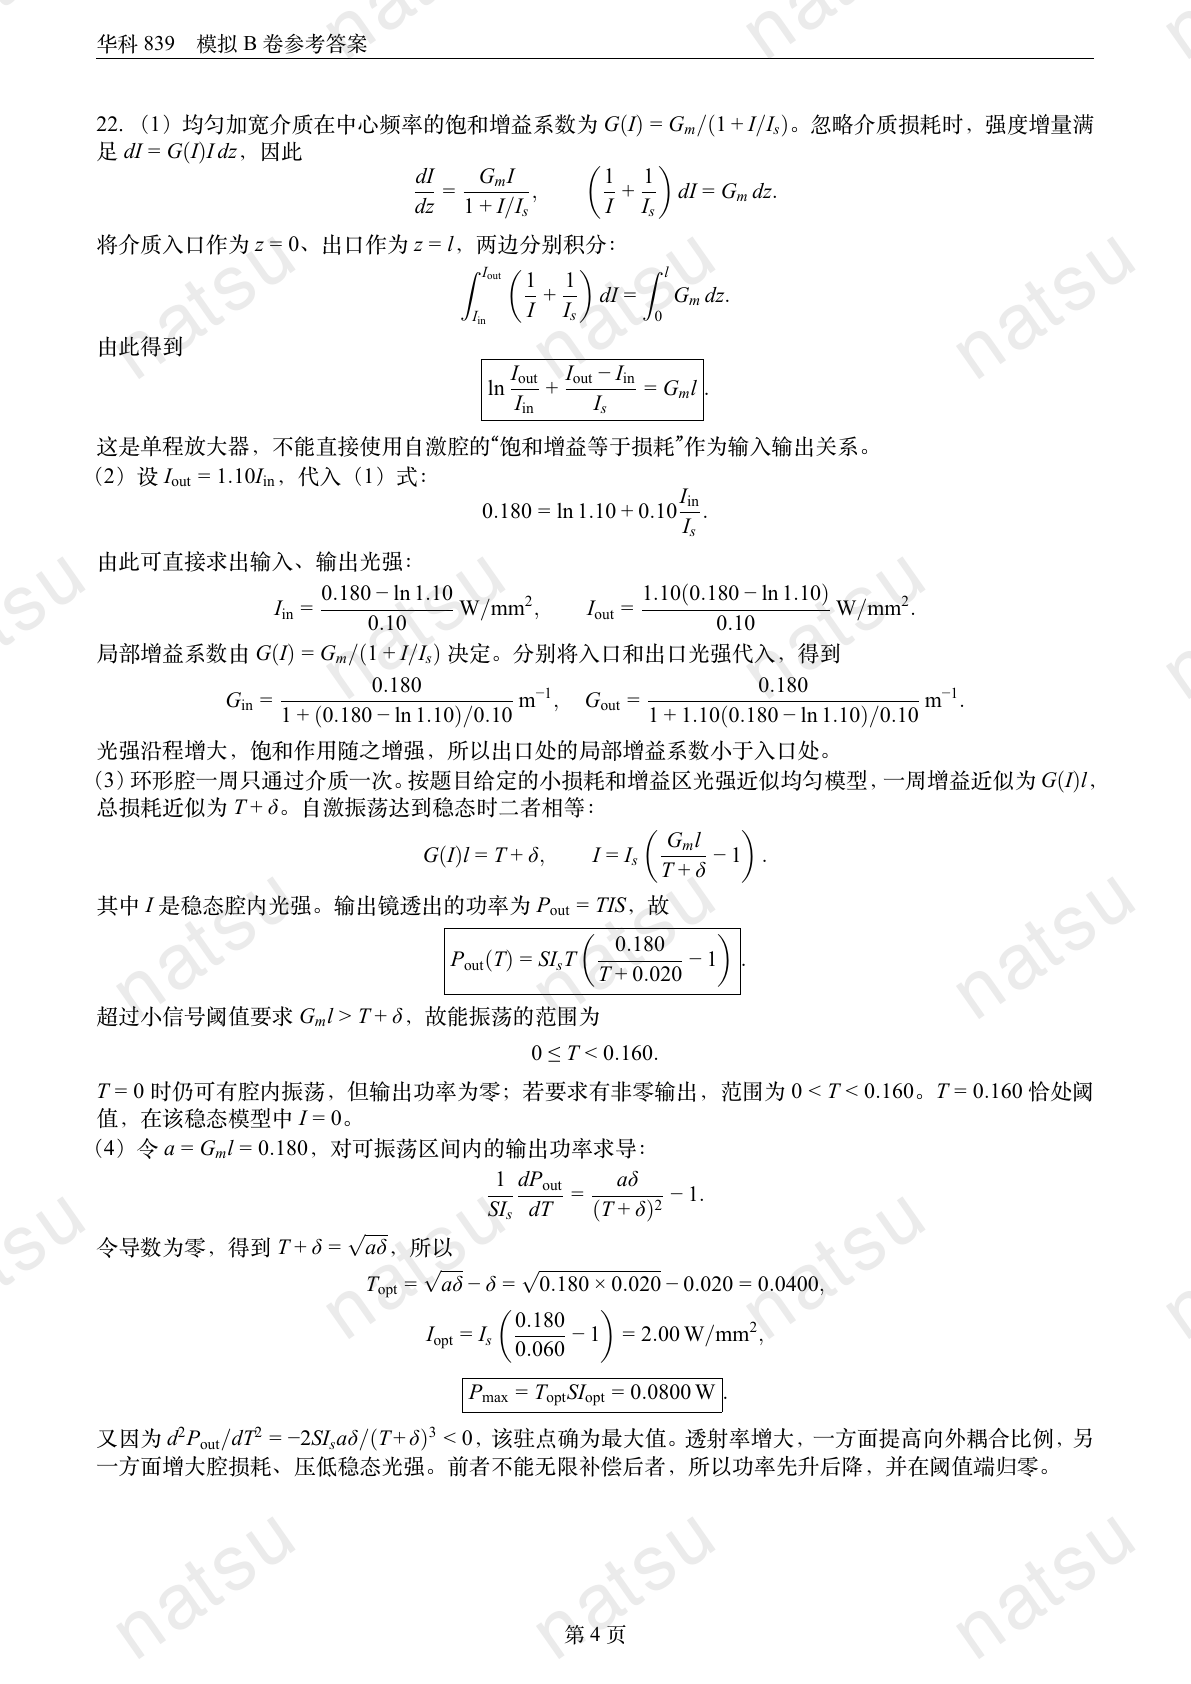 华科 839 模拟 B 卷参考答案
22. （1）均匀加宽介质在中心频率的饱和增益系数为 G(I) = G_m/(1 + I/I_s)。忽略介质损耗时，强度增量满
足 dI = G(I)I dz，因此
dI/dz = G_m I/(1 + I/I_s), (1/I + 1/I_s) dI = G_m dz.
将介质入口作为 z = 0、出口作为 z = l，两边分别积分：
∫_{I_in}^{I_out} (1/I + 1/I_s) dI = ∫_0^l G_m dz.
由此得到
ln I_out/I_in + (I_out − I_in)/I_s = G_m l.
这是单程放大器，不能直接使用自激腔的“饱和增益等于损耗”作为输入输出关系。
（2）设 I_out = 1.10I_in，代入（1）式：
0.180 = ln 1.10 + 0.10 I_in/I_s.
由此可直接求出输入、输出光强：
I_in = (0.180 − ln 1.10)/0.10 W/mm², I_out = 1.10(0.180 − ln 1.10)/0.10 W/mm².
局部增益系数由 G(I) = G_m/(1 + I/I_s) 决定。分别将入口和出口光强代入，得到
G_in = 0.180/(1 + (0.180 − ln 1.10)/0.10) m⁻¹, G_out = 0.180/(1 + 1.10(0.180 − ln 1.10)/0.10) m⁻¹.
光强沿程增大，饱和作用随之增强，所以出口处的局部增益系数小于入口处。
（3）环形腔一周只通过介质一次。按题目给定的小损耗和增益区光强近似均匀模型，一周增益近似为 G(I)l，
总损耗近似为 T + δ。自激振荡达到稳态时二者相等：
G(I)l = T + δ, I = I_s (G_m l/(T + δ) − 1) .
其中 I 是稳态腔内光强。输出镜透出的功率为 P_out = TIS，故
P_out(T) = SI_s T (0.180/(T + 0.020) − 1).
超过小信号阈值要求 G_m l > T + δ，故能振荡的范围为
0 ≤ T < 0.160.
T = 0 时仍可有腔内振荡，但输出功率为零；若要求有非零输出，范围为 0 < T < 0.160。T = 0.160 恰处阈
值，在该稳态模型中 I = 0。
（4）令 a = G_m l = 0.180，对可振荡区间内的输出功率求导：
1/SI_s dP_out/dT = aδ/(T + δ)² − 1.
令导数为零，得到 T + δ = √aδ，所以
T_opt = √aδ − δ = √0.180 × 0.020 − 0.020 = 0.0400,
I_opt = I_s (0.180/0.060 − 1) = 2.00 W/mm²,
P_max = T_opt SI_opt = 0.0800 W.
又因为 d²P_out/dT² = −2SI_s aδ/(T+δ)³ < 0，该驻点确为最大值。透射率增大，一方面提高向外耦合比例，另
一方面增大腔损耗、压低稳态光强。前者不能无限补偿后者，所以功率先升后降，并在阈值端归零。
第 4 页